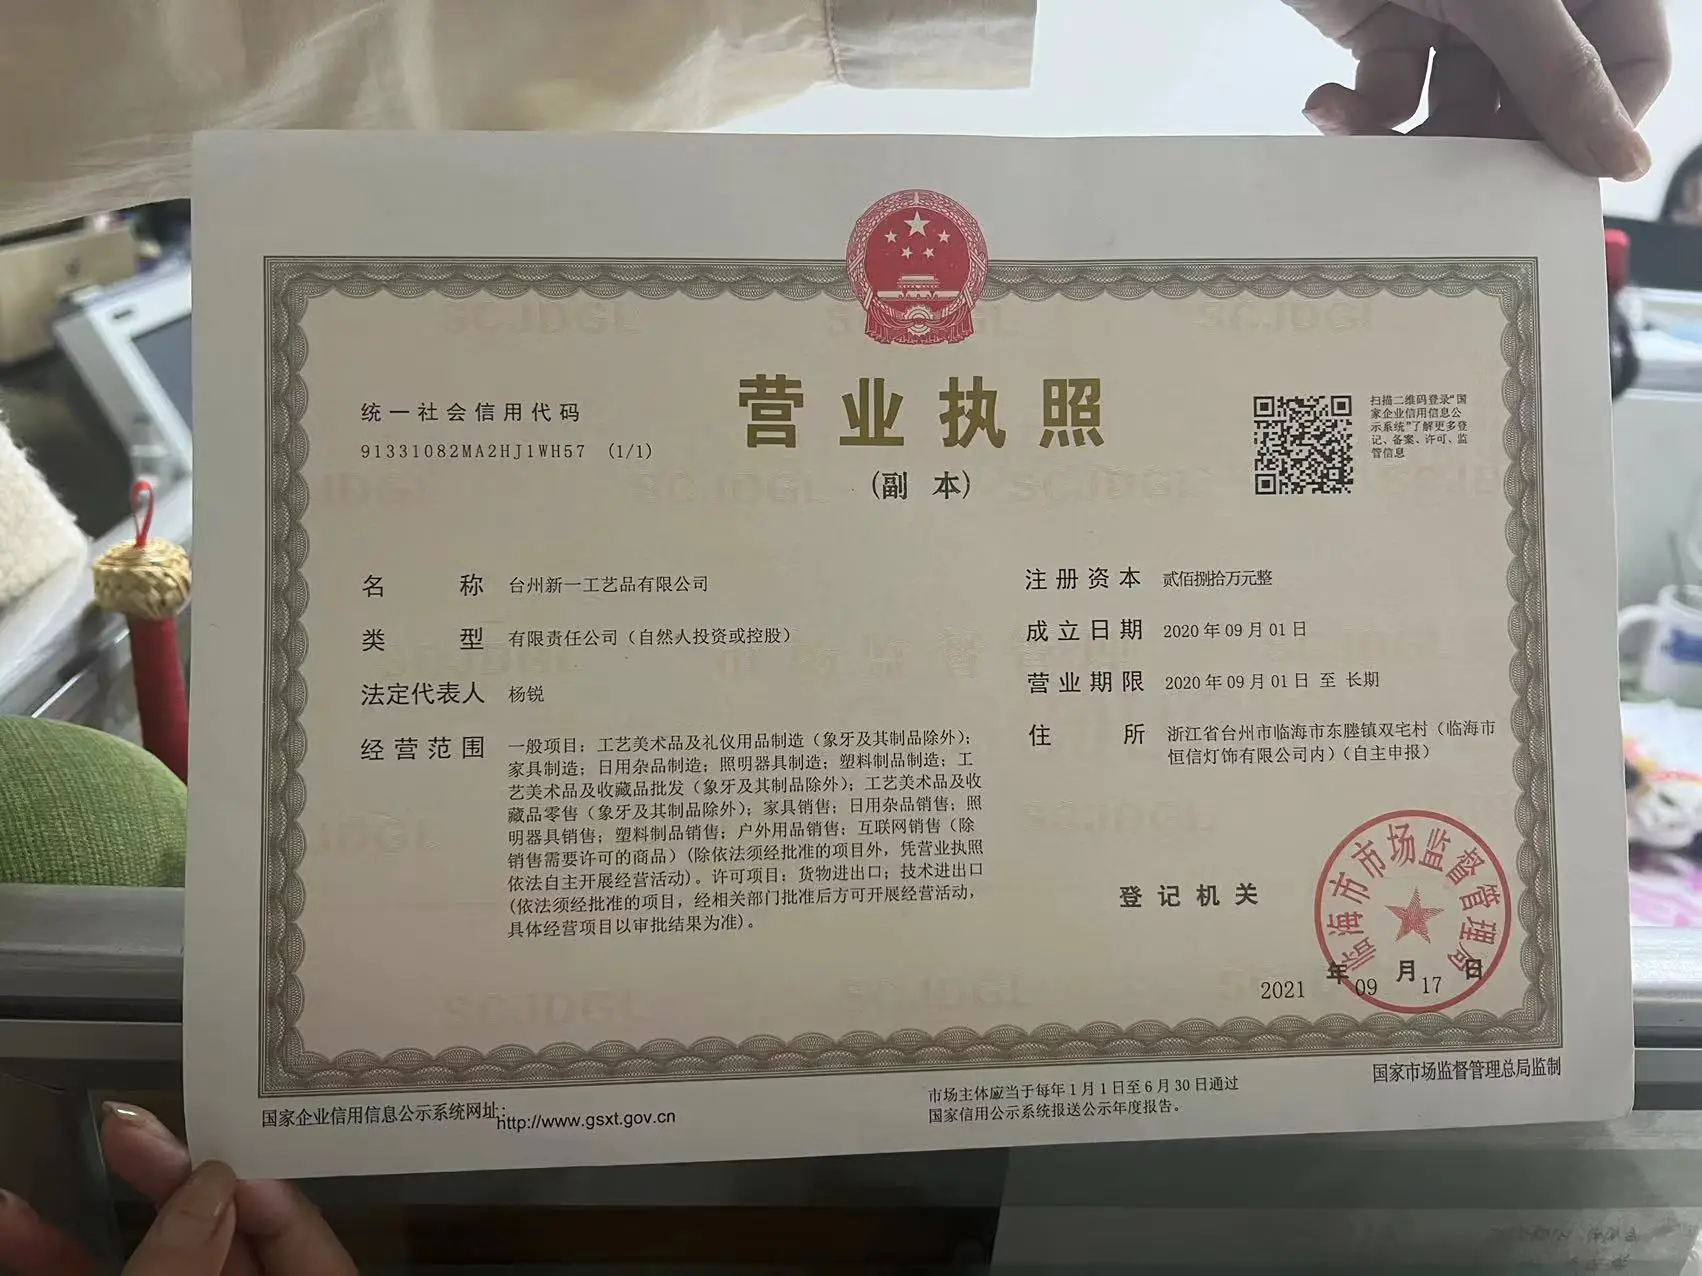 营业执照
(副 本)
统一社会信用代码
91331082MA2HJ1WH57 (1/1)
扫描二维码登录“国
家企业信用信息公
示系统”了解更多登
记、备案、许可、监
管信息
名 称 台州新一工艺品有限公司
类 型 有限责任公司（自然人投资或控股）
法定代表人 杨锐
经营范围 一般项目：工艺美术品及礼仪用品制造（象牙及其制品除外）；
家具制造；日用杂品制造；照明器具制造；塑料制品制造；工
艺美术品及收藏品批发（象牙及其制品除外）；工艺美术品及收
藏品零售（象牙及其制品除外）；家具销售；日用杂品销售；照
明器具销售；塑料制品销售；户外用品销售；互联网销售（除
销售需要许可的商品）(除依法须经批准的项目外，凭营业执照
依法自主开展经营活动)。许可项目：货物进出口；技术进出口
(依法须经批准的项目，经相关部门批准后方可开展经营活动，
具体经营项目以审批结果为准)。
注册资本 贰佰捌拾万元整
成立日期 2020年09月01日
营业期限 2020年09月01日 至 长期
住 所 浙江省台州市临海市东塍镇双宅村（临海市
恒信灯饰有限公司内）（自主申报）
登记机关
临海市市场监督管理局
2021 年 09 月 17 日
国家企业信用信息公示系统网址：http://www.gsxt.gov.cn
市场主体应当于每年1月1日至6月30日通过
国家信用公示系统报送公示年度报告。
国家市场监督管理总局监制